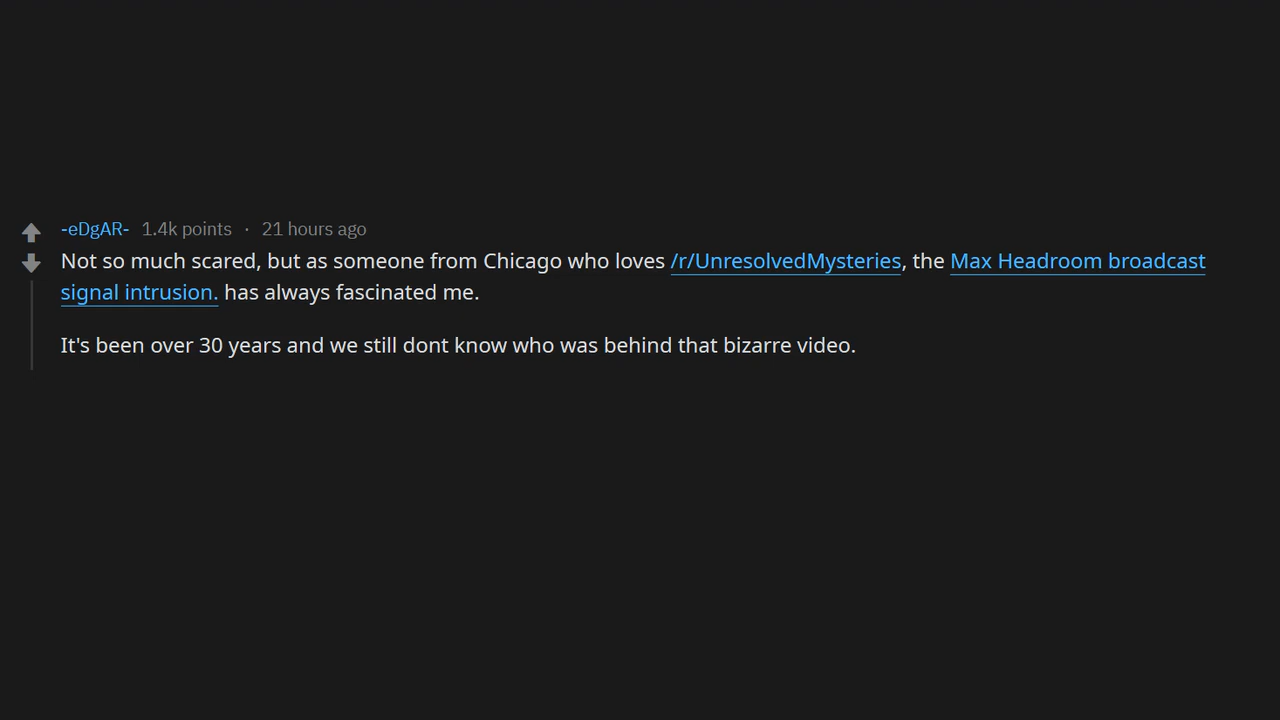 -eDgAR- 1.4k points · 21 hours ago
Not so much scared, but as someone from Chicago who loves /r/UnresolvedMysteries, the Max Headroom broadcast
signal intrusion. has always fascinated me.
It's been over 30 years and we still dont know who was behind that bizarre video.